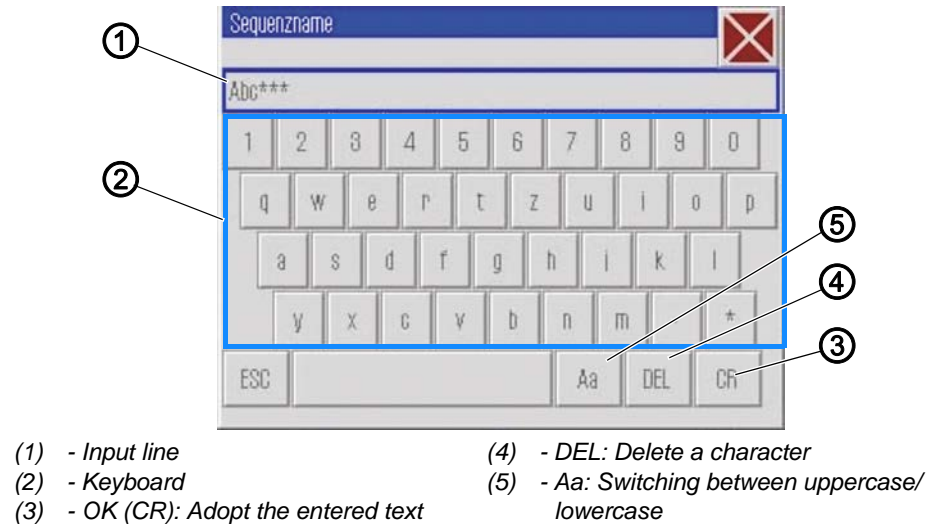 Sequenzname
1
Abc***
1 2 3 4 5 6 7 8 9 0
2
q w e r t z u i o p
5
a s d f g h j k l
4
y x c v b n m *
3
ESC Aa DEL CR
(1) - Input line
(2) - Keyboard
(3) - OK (CR): Adopt the entered text
(4) - DEL: Delete a character
(5) - Aa: Switching between uppercase/
lowercase